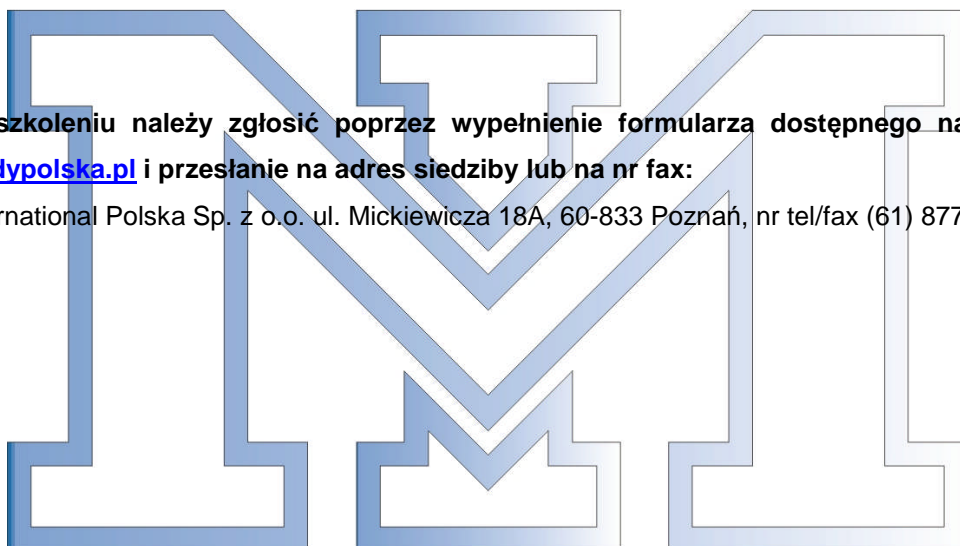 szkoleniu należy zgłosić poprzez wypełnienie formularza dostępnego na
dypolska.pl i przesłanie na adres siedziby lub na nr fax:
rnational Polska Sp. z o.o. ul. Mickiewicza 18A, 60-833 Poznań, nr tel/fax (61) 877